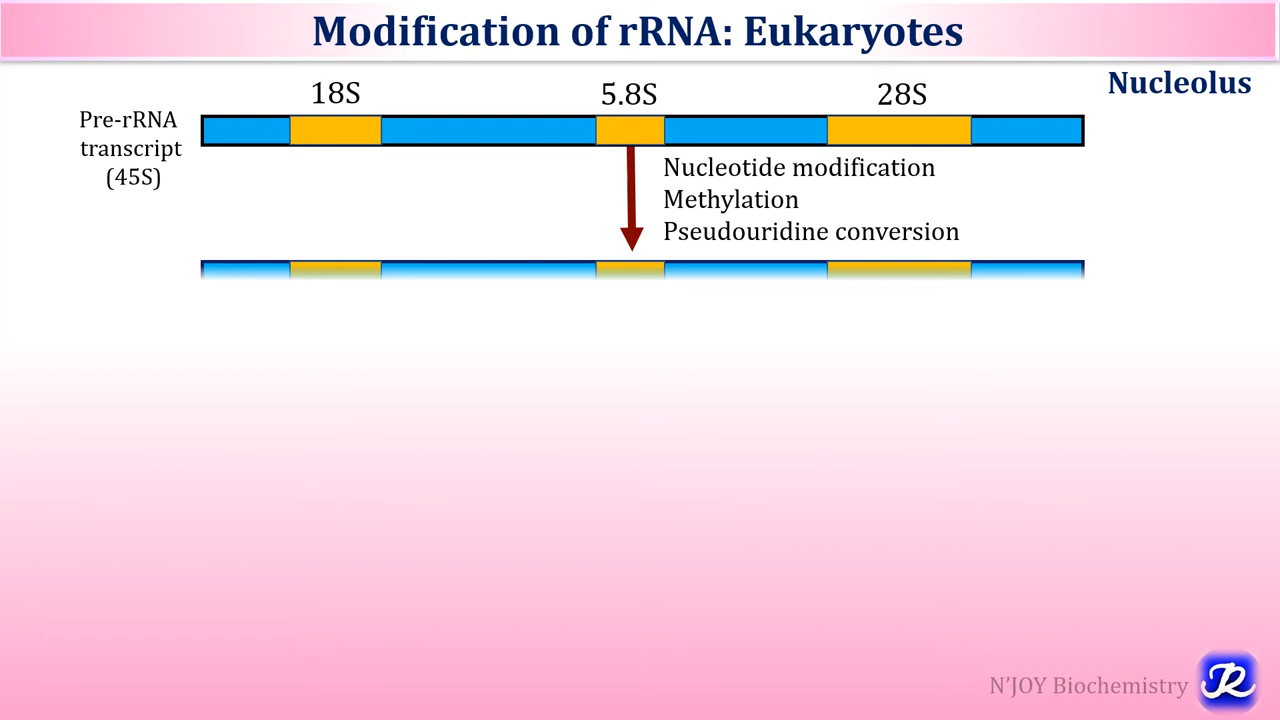 Modification of rRNA: Eukaryotes
Nucleolus
18S
5.8S
28S
Pre-rRNA
transcript
(45S)
Nucleotide modification
Methylation
Pseudouridine conversion
N'JOY Biochemistry